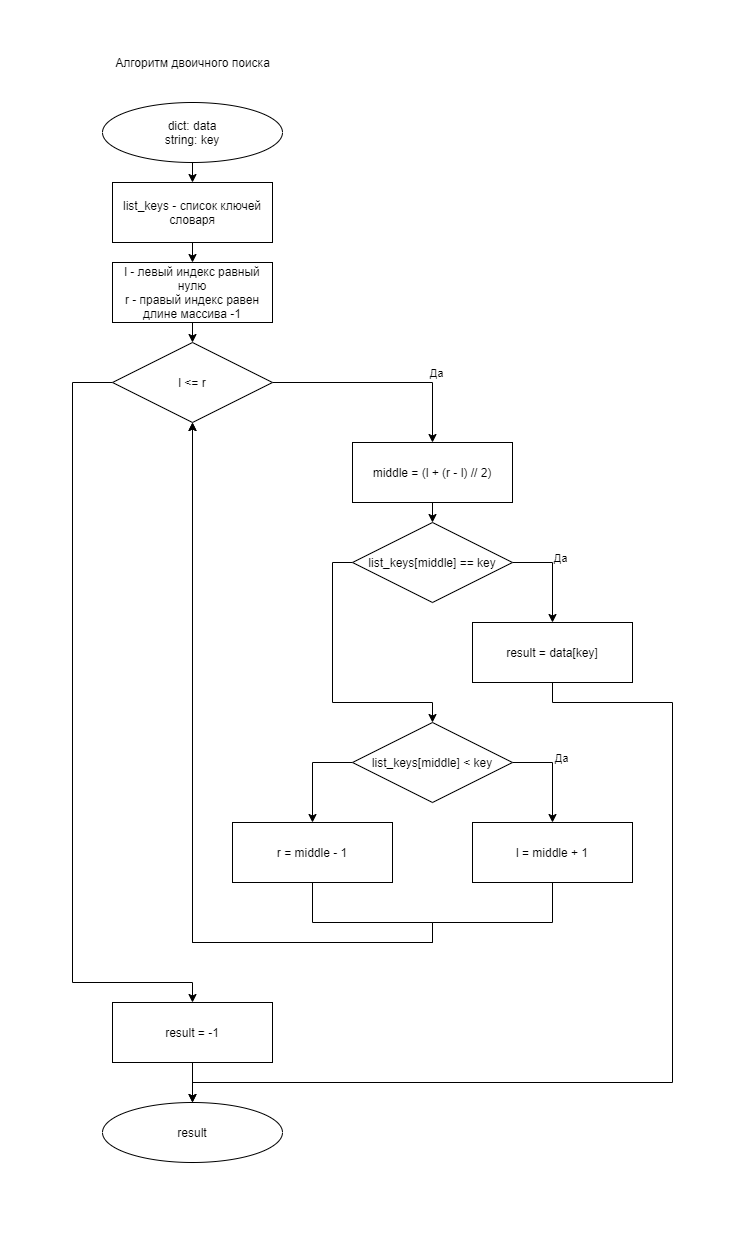 Алгоритм двоичного поиска
dict: data
string: key
list_keys - список ключей
словаря
l - левый индекс равный
нулю
r - правый индекс равен
длине массива -1
l <= r
Да
middle = (l + (r - l) // 2)
list_keys[middle] == key
Да
result = data[key]
list_keys[middle] < key
Да
r = middle - 1
l = middle + 1
result = -1
result